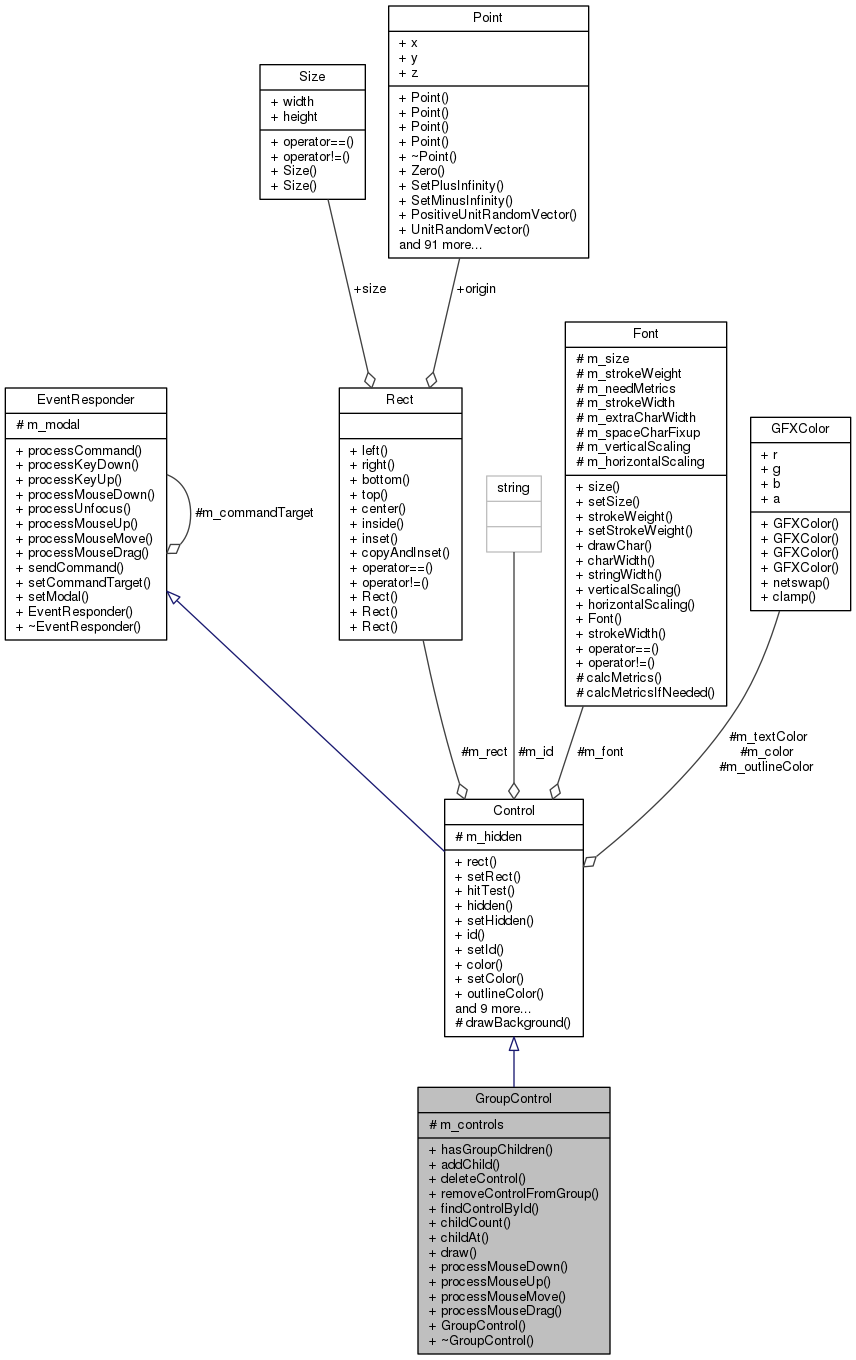 Point
+ x
+ y
+ z
+ Point()
+ Point()
+ Point()
+ Point()
+ ~Point()
+ Zero()
+ SetPlusInfinity()
+ SetMinusInfinity()
+ PositiveUnitRandomVector()
+ UnitRandomVector()
and 91 more...
Size
+ width
+ height
+ operator==()
+ operator!=()
+ Size()
+ Size()
+size
+origin
Font
# m_size
# m_strokeWeight
# m_needMetrics
# m_strokeWidth
# m_extraCharWidth
# m_spaceCharFixup
# m_verticalScaling
# m_horizontalScaling
+ size()
+ setSize()
+ strokeWeight()
+ setStrokeWeight()
+ drawChar()
+ charWidth()
+ stringWidth()
+ verticalScaling()
+ horizontalScaling()
+ Font()
+ strokeWidth()
+ operator==()
+ operator!=()
# calcMetrics()
# calcMetricsIfNeeded()
EventResponder
# m_modal
+ processCommand()
+ processKeyDown()
+ processKeyUp()
+ processMouseDown()
+ processUnfocus()
+ processMouseUp()
+ processMouseMove()
+ processMouseDrag()
+ sendCommand()
+ setCommandTarget()
+ setModal()
+ EventResponder()
+ ~EventResponder()
#m_commandTarget
Rect
+ left()
+ right()
+ bottom()
+ top()
+ center()
+ inside()
+ inset()
+ copyAndInset()
+ operator==()
+ operator!=()
+ Rect()
+ Rect()
+ Rect()
string
GFXColor
+ r
+ g
+ b
+ a
+ GFXColor()
+ GFXColor()
+ GFXColor()
+ GFXColor()
+ netswap()
+ clamp()
#m_rect
#m_id
#m_font
#m_textColor
#m_color
#m_outlineColor
Control
# m_hidden
+ rect()
+ setRect()
+ hitTest()
+ hidden()
+ setHidden()
+ id()
+ setId()
+ color()
+ setColor()
+ outlineColor()
and 9 more...
# drawBackground()
GroupControl
# m_controls
+ hasGroupChildren()
+ addChild()
+ deleteControl()
+ removeControlFromGroup()
+ findControlById()
+ childCount()
+ childAt()
+ draw()
+ processMouseDown()
+ processMouseUp()
+ processMouseMove()
+ processMouseDrag()
+ GroupControl()
+ ~GroupControl()